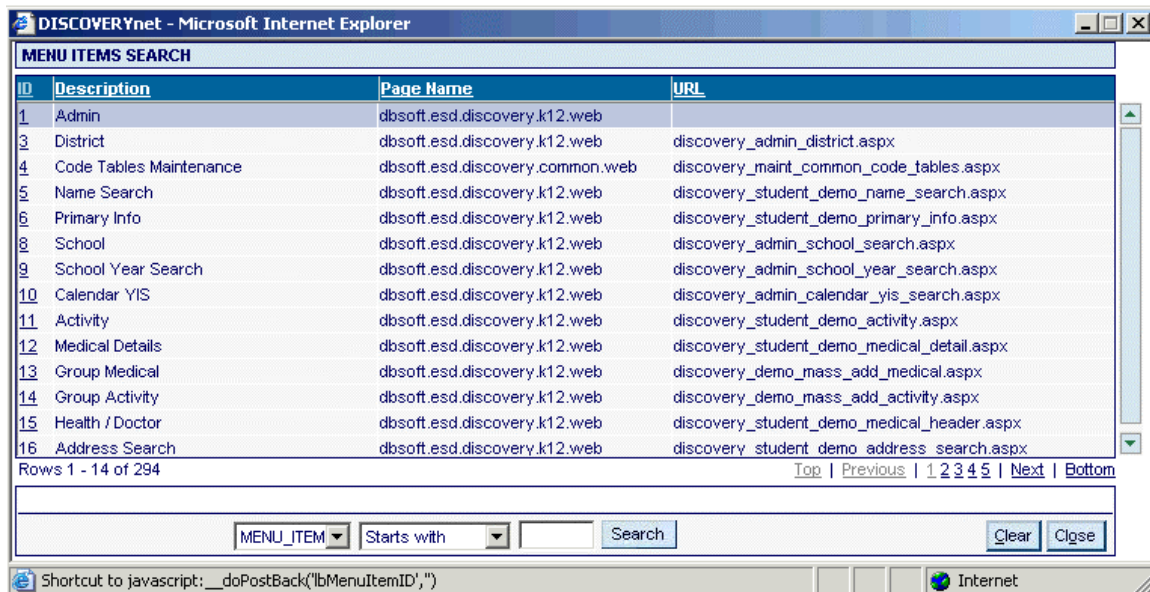 DISCOVERYnet - Microsoft Internet Explorer
MENU ITEMS SEARCH
ID Description Page Name URL
1 Admin dbsoft.esd.discovery.k12.web
3 District dbsoft.esd.discovery.k12.web discovery_admin_district.aspx
4 Code Tables Maintenance dbsoft.esd.discovery.common.web discovery_maint_common_code_tables.aspx
5 Name Search dbsoft.esd.discovery.k12.web discovery_student_demo_name_search.aspx
6 Primary Info dbsoft.esd.discovery.k12.web discovery_student_demo_primary_info.aspx
8 School dbsoft.esd.discovery.k12.web discovery_admin_school_search.aspx
9 School Year Search dbsoft.esd.discovery.k12.web discovery_admin_school_year_search.aspx
10 Calendar YIS dbsoft.esd.discovery.k12.web discovery_admin_calendar_yis_search.aspx
11 Activity dbsoft.esd.discovery.k12.web discovery_student_demo_activity.aspx
12 Medical Details dbsoft.esd.discovery.k12.web discovery_student_demo_medical_detail.aspx
13 Group Medical dbsoft.esd.discovery.k12.web discovery_demo_mass_add_medical.aspx
14 Group Activity dbsoft.esd.discovery.k12.web discovery_demo_mass_add_activity.aspx
15 Health / Doctor dbsoft.esd.discovery.k12.web discovery_student_demo_medical_header.aspx
16 Address Search dbsoft.esd.discovery.k12.web discovery_student_demo_address_search.aspx
Rows 1 - 14 of 294 Top | Previous | 1 2 3 4 5 | Next | Bottom
MENU_ITEM Starts with Search Clear Close
Shortcut to javascript:__doPostBack('lbMenuItemID','') Internet